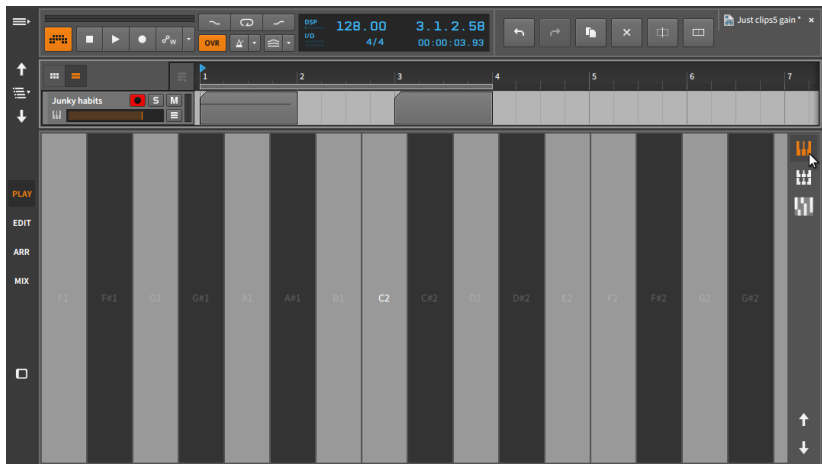 DSP
128.00
3.1.2.58
I/O
4/4
00:00:03.93
OVR
W
Just clips5 gain *
×
1
2
3
4
5
6
7
Junky habits
S
M
PLAY
EDIT
ARR
MIX
F1
F#1
G1
G#1
A1
A#1
B1
C2
C#2
D2
D#2
E2
F2
F#2
G2
G#2